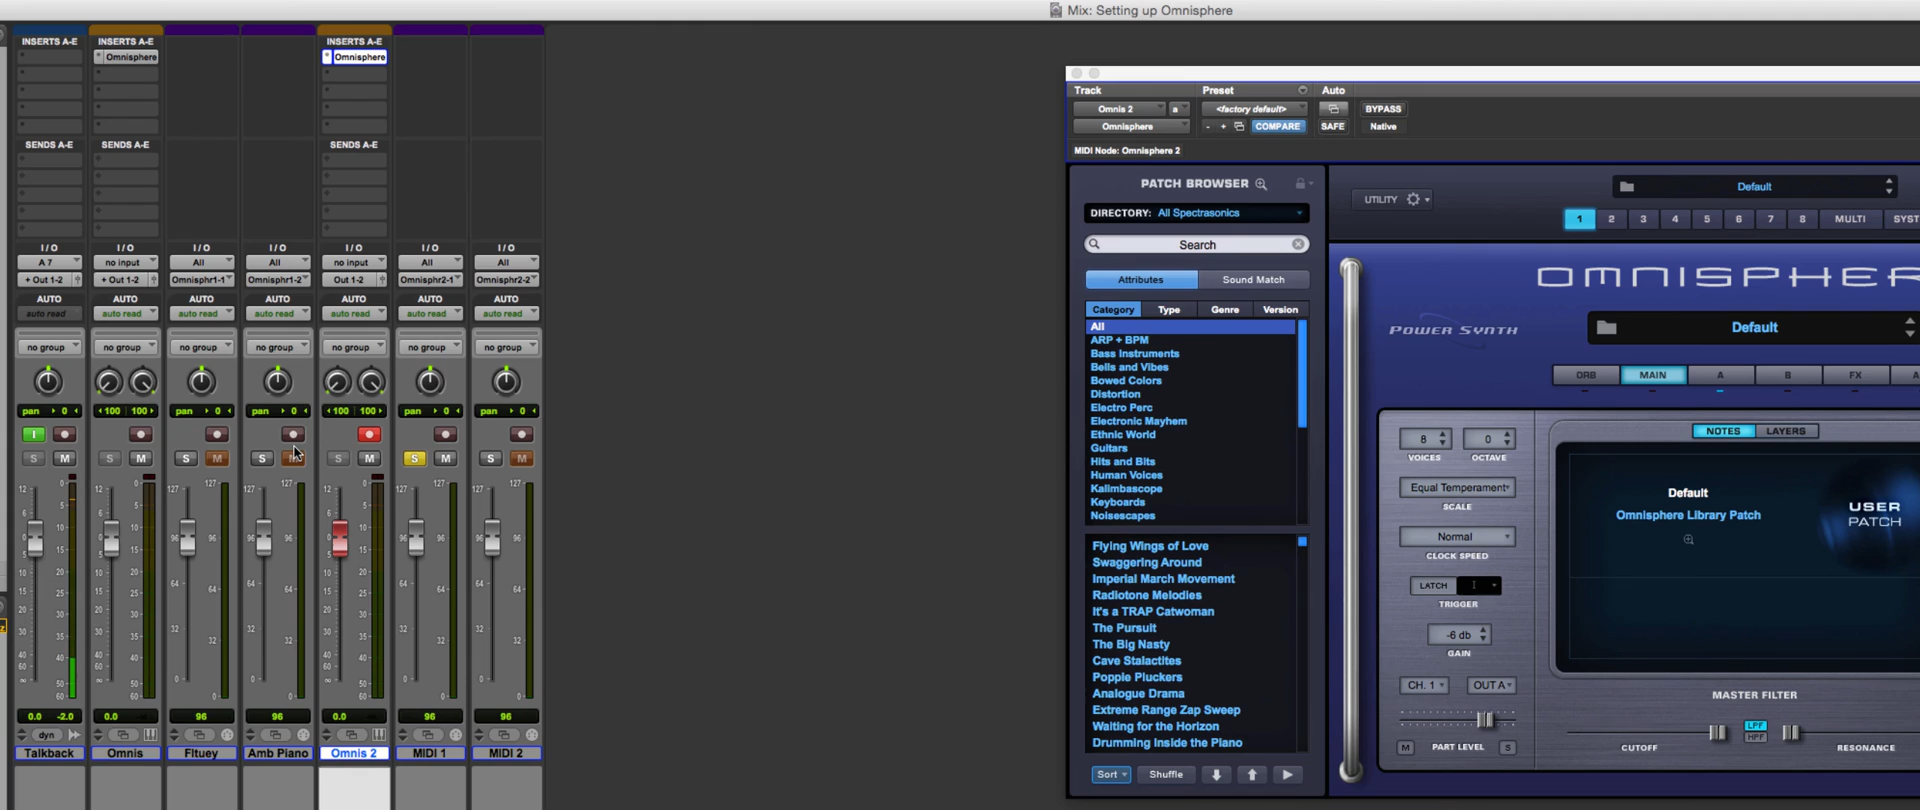 Mix: Setting up Omnisphere
INSERTS A-E INSERTS A-E INSERTS A-E
Omnisphere Omnisphere
SENDS A-E SENDS A-E SENDS A-E
I/O I/O I/O I/O I/O I/O I/O
A 7 no input All All no input All All
+ Out 1-2 + Out 1-2 Omnisphr1-1 Omnisphr1-2 Out 1-2 Omnisphr2-1 Omnisphr2-2
AUTO AUTO AUTO AUTO AUTO AUTO AUTO
auto read auto read auto read auto read auto read auto read auto read
no group no group no group no group no group no group no group
pan 0 100 100 pan 0 pan 0 100 100 pan 0 pan 0
I
S M S M S M S M S M S M S M
0.0 -2.0 0.0 96 96 0.0 96 96
dyn
Talkback Omnis Fltuey Amb Piano Omnis 2 MIDI 1 MIDI 2
Track Preset Auto
Omnis 2 a <factory default> BYPASS
Omnisphere - + COMPARE SAFE Native
MIDI Node: Omnisphere 2
PATCH BROWSER
DIRECTORY: All Spectrasonics
Search
Attributes Sound Match
Category Type Genre Version
All
ARP + BPM
Bass Instruments
Bells and Vibes
Bowed Colors
Distortion
Electro Perc
Electronic Mayhem
Ethnic World
Guitars
Hits and Bits
Human Voices
Kalimbascope
Keyboards
Noisescapes
Flying Wings of Love
Swaggering Around
Imperial March Movement
Radiotone Melodies
It's a TRAP Catwoman
The Pursuit
The Big Nasty
Cave Stalactites
Popple Pluckers
Analogue Drama
Extreme Range Zap Sweep
Waiting for the Horizon
Drumming Inside the Piano
Sort Shuffle
UTILITY
Default
1 2 3 4 5 6 7 8 MULTI SYST
OMNISPHER
POWER SYNTH
Default
ORB MAIN A B FX A
8 0
VOICES OCTAVE
Equal Temperament
SCALE
Normal
CLOCK SPEED
LATCH
TRIGGER
-6 db
GAIN
CH. 1 OUT A
M PART LEVEL S
NOTES LAYERS
Default
Omnisphere Library Patch
USER
PATCH
MASTER FILTER
LPF
HPF
CUTOFF RESONANCE